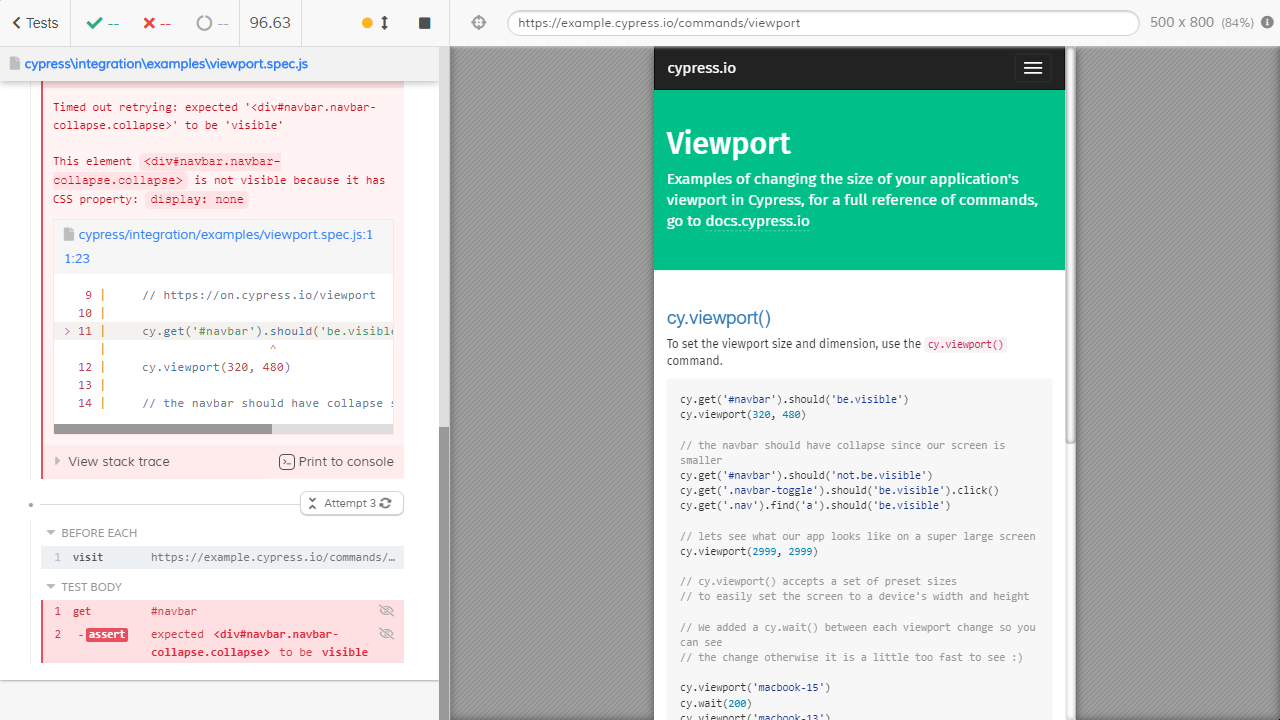 Tests
--
--
--
96.63
https://example.cypress.io/commands/viewport
500 x 800 (84%)
cypress\integration\examples\viewport.spec.js
Timed out retrying: expected '<div#navbar.navbar-
collapse.collapse>' to be 'visible'
This element <div#navbar.navbar-
collapse.collapse> is not visible because it has
CSS property: display: none
cypress/integration/examples/viewport.spec.js:1
1:23
9 | // https://on.cypress.io/viewport
10 |
> 11 | cy.get('#navbar').should('be.visible
| ^
12 | cy.viewport(320, 480)
13 |
14 | // the navbar should have collapse s
View stack trace
Print to console
Attempt 3
BEFORE EACH
1 visit https://example.cypress.io/commands/…
TEST BODY
1 get #navbar
2 -assert expected <div#navbar.navbar-
collapse.collapse> to be visible
cypress.io
Viewport
Examples of changing the size of your application's
viewport in Cypress, for a full reference of commands,
go to docs.cypress.io
cy.viewport()
To set the viewport size and dimension, use the cy.viewport()
command.
cy.get('#navbar').should('be.visible')
cy.viewport(320, 480)
// the navbar should have collapse since our screen is
smaller
cy.get('#navbar').should('not.be.visible')
cy.get('.navbar-toggle').should('be.visible').click()
cy.get('.nav').find('a').should('be.visible')
// lets see what our app looks like on a super large screen
cy.viewport(2999, 2999)
// cy.viewport() accepts a set of preset sizes
// to easily set the screen to a device's width and height
// We added a cy.wait() between each viewport change so you
can see
// the change otherwise it is a little too fast to see :)
cy.viewport('macbook-15')
cy.wait(200)
cy.viewport('macbook-13')